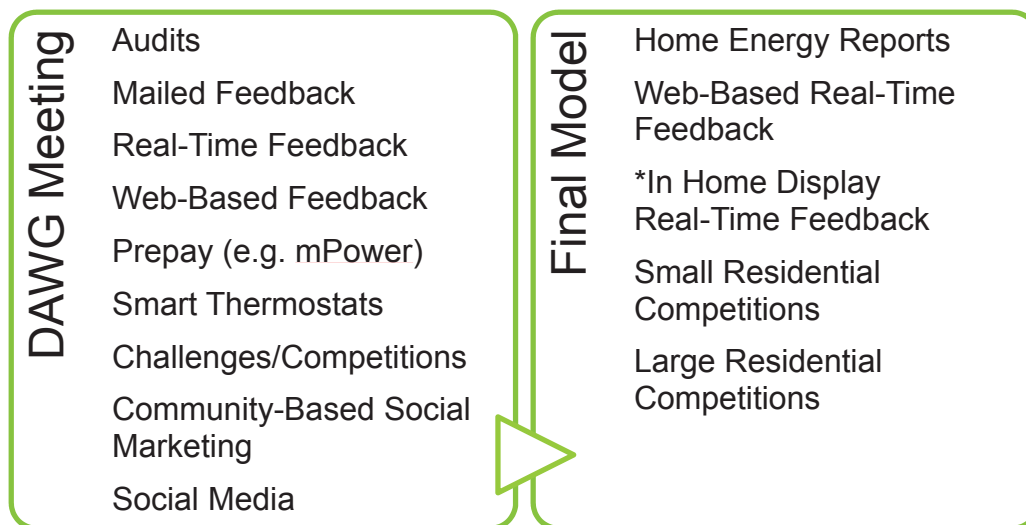 DAWG Meeting
Audits
Mailed Feedback
Real-Time Feedback
Web-Based Feedback
Prepay (e.g. mPower)
Smart Thermostats
Challenges/Competitions
Community-Based Social
Marketing
Social Media
Final Model
Home Energy Reports
Web-Based Real-Time
Feedback
*In Home Display
Real-Time Feedback
Small Residential
Competitions
Large Residential
Competitions